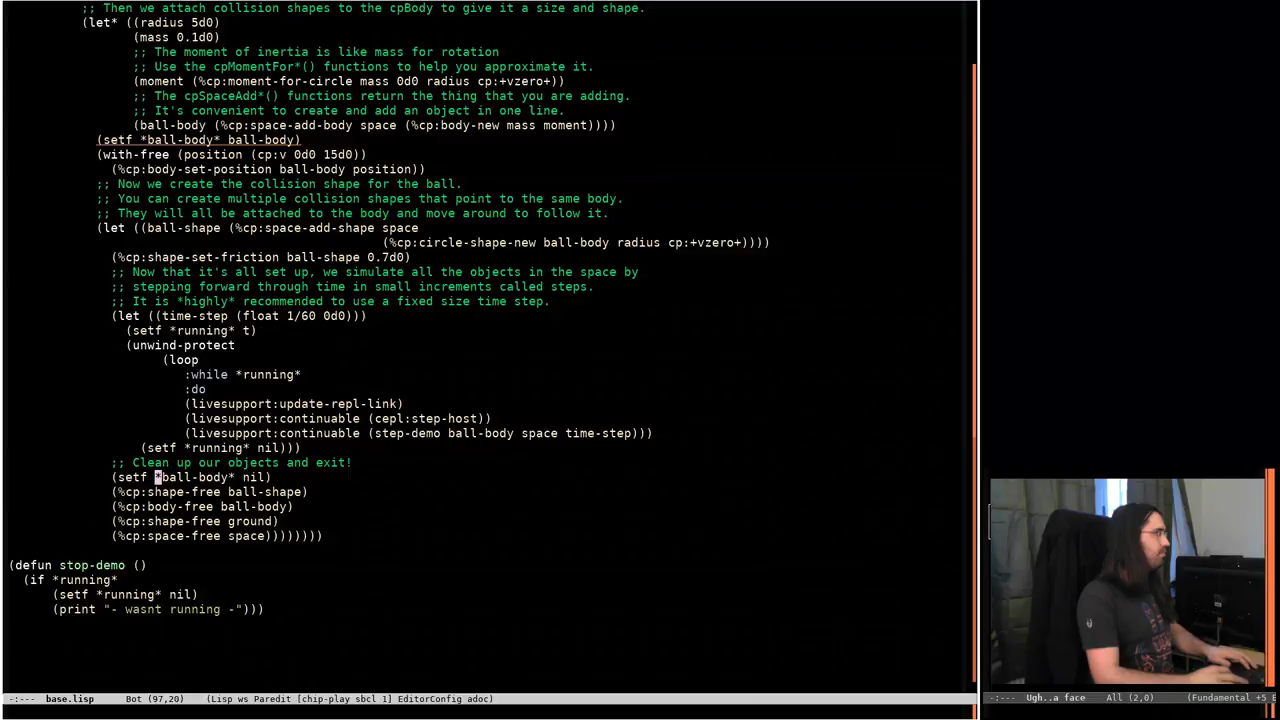 ;; Then we attach collision shapes to the cpBody to give it a size and shape.
(let* ((radius 5d0)
(mass 0.1d0)
;; The moment of inertia is like mass for rotation
;; Use the cpMomentFor*() functions to help you approximate it.
(moment (%cp:moment-for-circle mass 0d0 radius cp:+vzero+))
;; The cpSpaceAdd*() functions return the thing that you are adding.
;; It's convenient to create and add an object in one line.
(ball-body (%cp:space-add-body space (%cp:body-new mass moment))))
(setf *ball-body* ball-body)
(with-free (position (cp:v 0d0 15d0))
(%cp:body-set-position ball-body position))
;; Now we create the collision shape for the ball.
;; You can create multiple collision shapes that point to the same body.
;; They will all be attached to the body and move around to follow it.
(let ((ball-shape (%cp:space-add-shape space
(%cp:circle-shape-new ball-body radius cp:+vzero+))))
(%cp:shape-set-friction ball-shape 0.7d0)
;; Now that it's all set up, we simulate all the objects in the space by
;; stepping forward through time in small increments called steps.
;; It is *highly* recommended to use a fixed size time step.
(let ((time-step (float 1/60 0d0)))
(setf *running* t)
(unwind-protect
(loop
:while *running*
:do
(livesupport:update-repl-link)
(livesupport:continuable (cepl:step-host))
(livesupport:continuable (step-demo ball-body space time-step)))
(setf *running* nil)))
;; Clean up our objects and exit!
(setf *ball-body* nil)
(%cp:shape-free ball-shape)
(%cp:body-free ball-body)
(%cp:shape-free ground)
(%cp:space-free space))))))))
(defun stop-demo ()
(if *running*
(setf *running* nil)
(print "- wasnt running -")))
-:--- base.lisp Bot (97,20) (Lisp ws Paredit [chip-play sbcl 1] EditorConfig adoc)
-:--- Ugh..a face All (2,0) (Fundamental +5 E